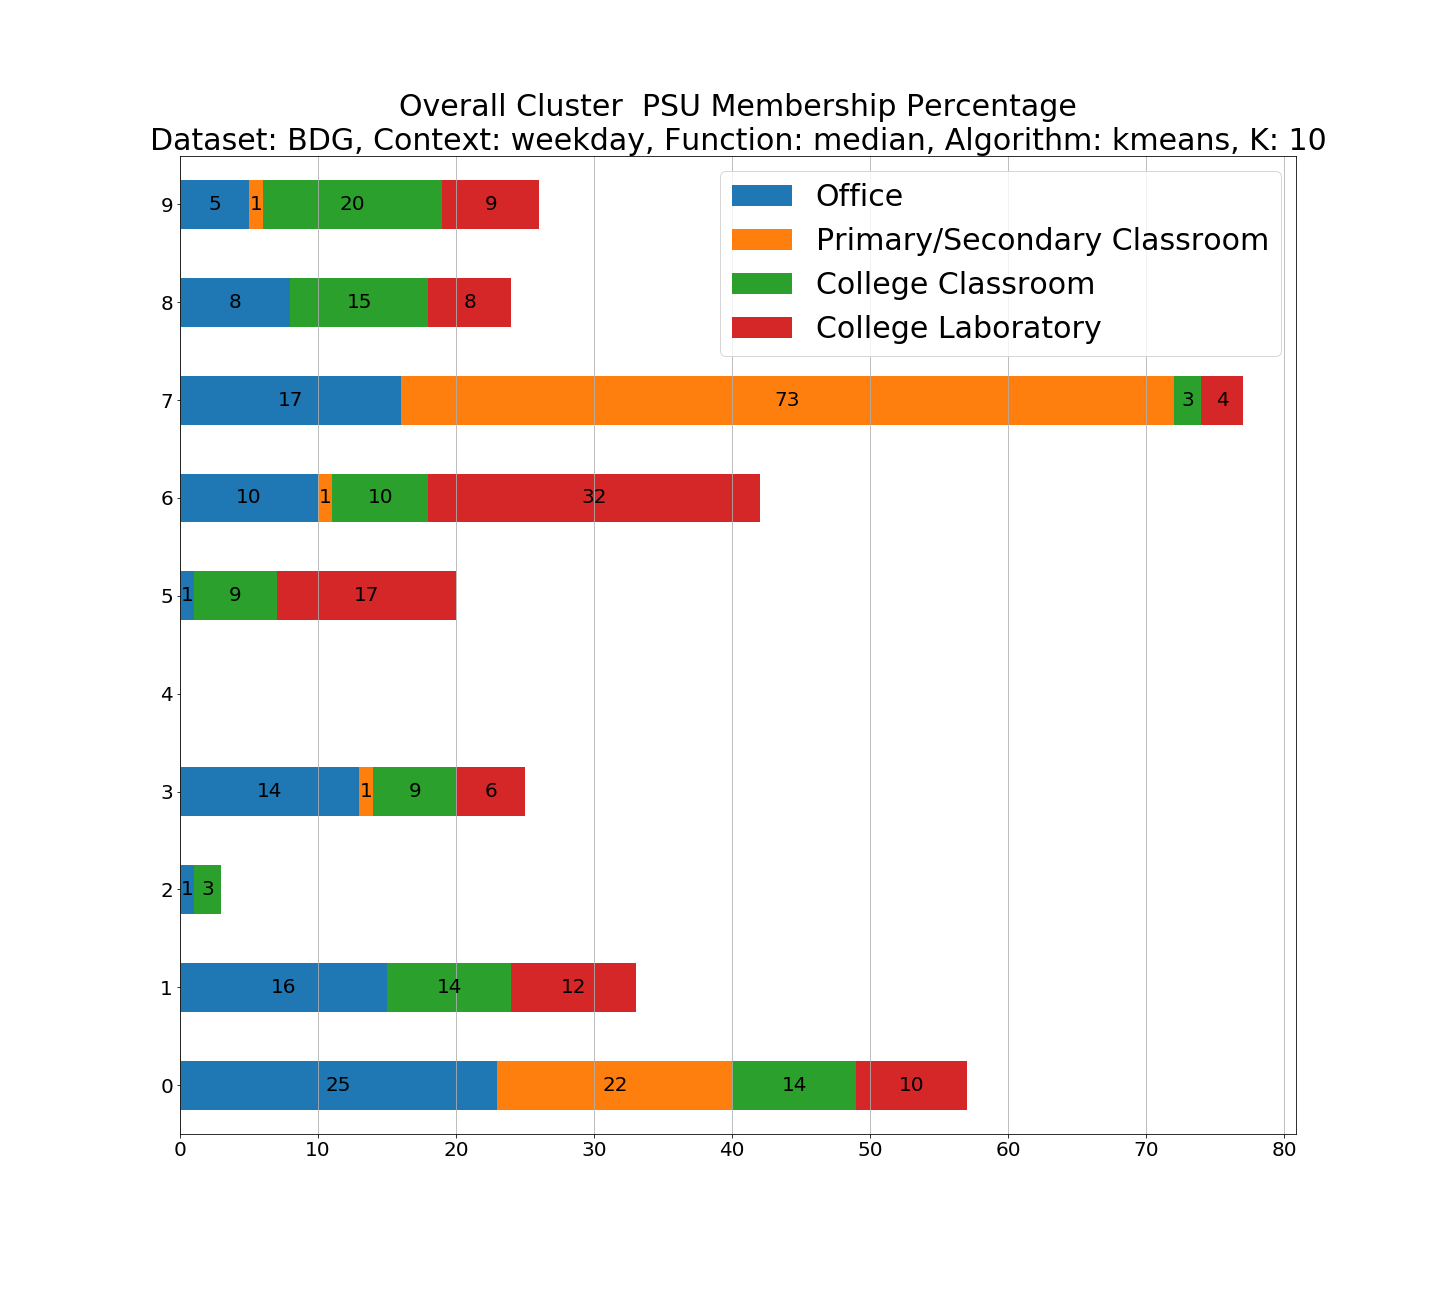 Overall Cluster  PSU Membership Percentage
Dataset: BDG, Context: weekday, Function: median, Algorithm: kmeans, K: 10
Office
Primary/Secondary Classroom
College Classroom
College Laboratory
9 5 1 20 9
8 8 15 8
7 17 73 3 4
6 10 1 10 32
5 1 9 17
4
3 14 1 9 6
2 1 3
1 16 14 12
0 25 22 14 10
0 10 20 30 40 50 60 70 80